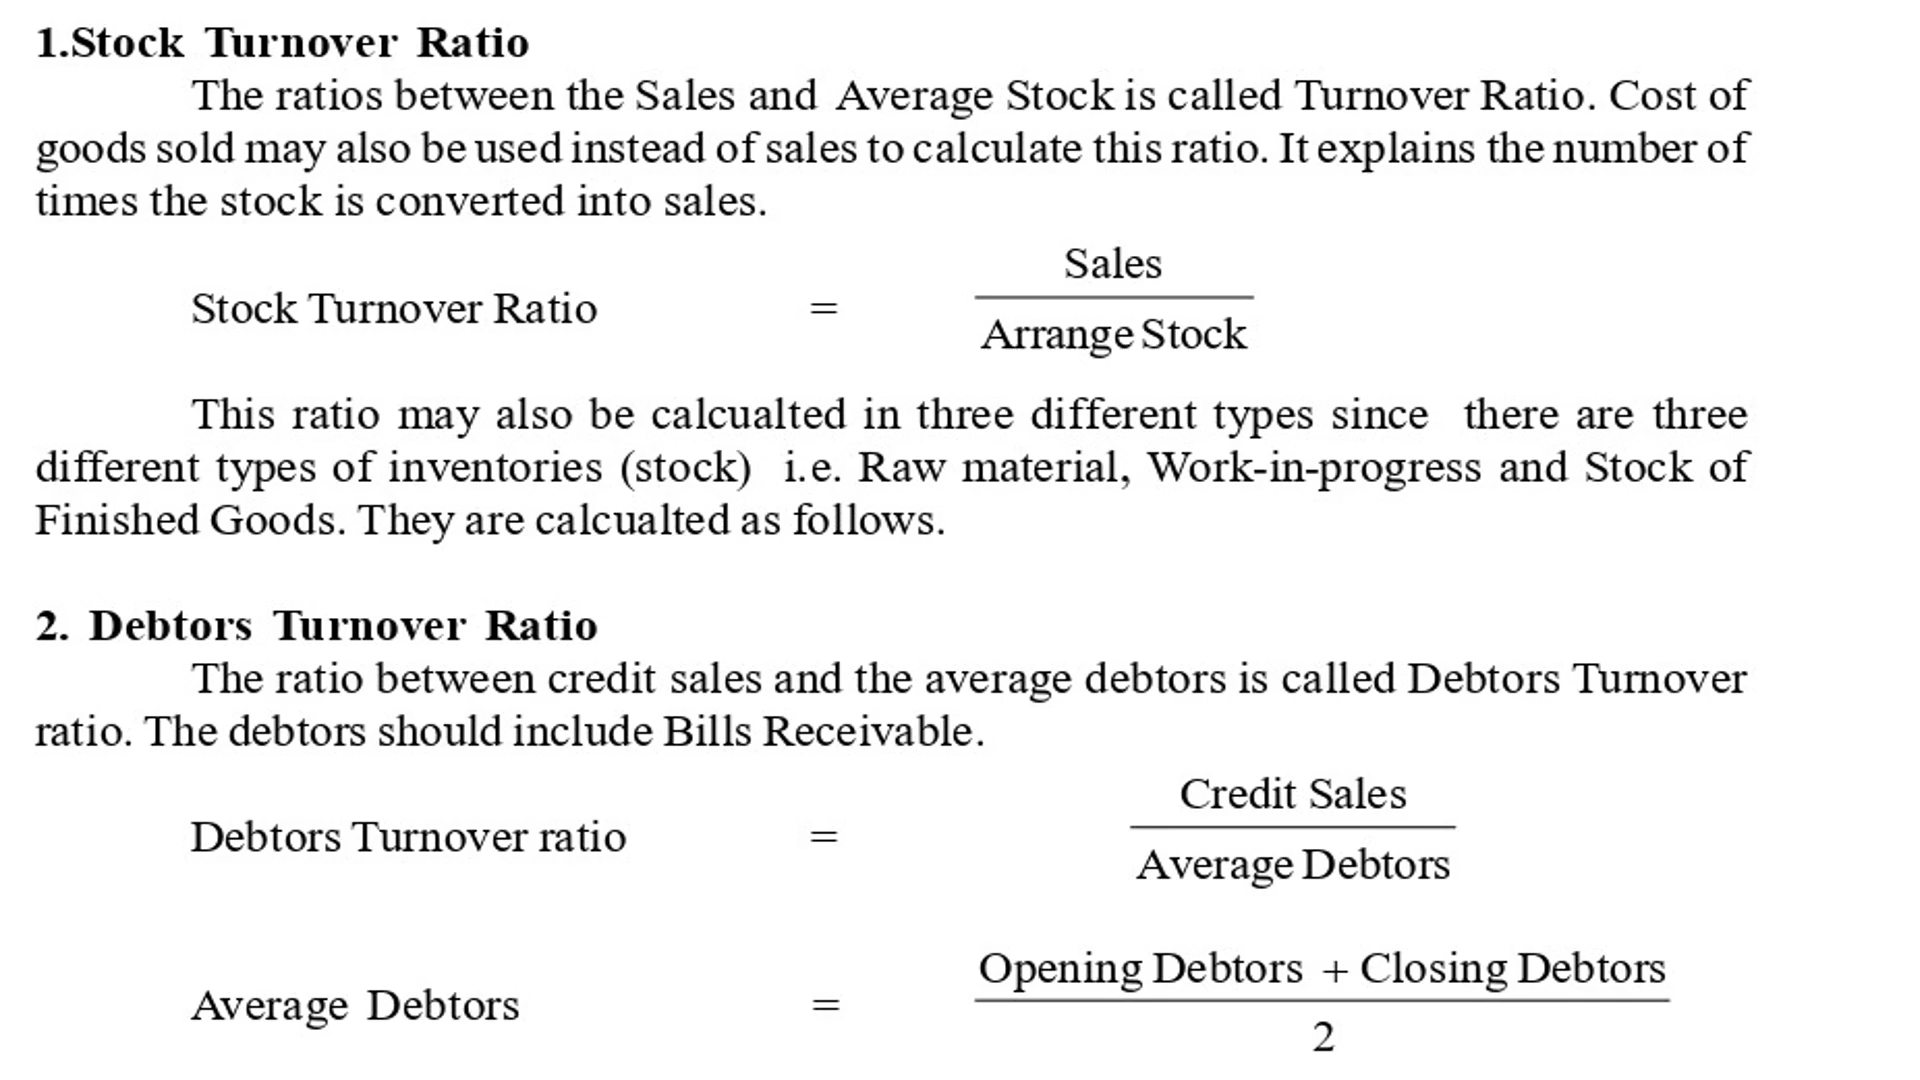 1.Stock Turnover Ratio
The ratios between the Sales and Average Stock is called Turnover Ratio. Cost of
goods sold may also be used instead of sales to calculate this ratio. It explains the number of
times the stock is converted into sales.
Sales
Stock Turnover Ratio =
Arrange Stock
This ratio may also be calcualted in three different types since there are three
different types of inventories (stock) i.e. Raw material, Work-in-progress and Stock of
Finished Goods. They are calcualted as follows.
2. Debtors Turnover Ratio
The ratio between credit sales and the average debtors is called Debtors Turnover
ratio. The debtors should include Bills Receivable.
Credit Sales
Debtors Turnover ratio =
Average Debtors
Opening Debtors + Closing Debtors
Average Debtors =
2